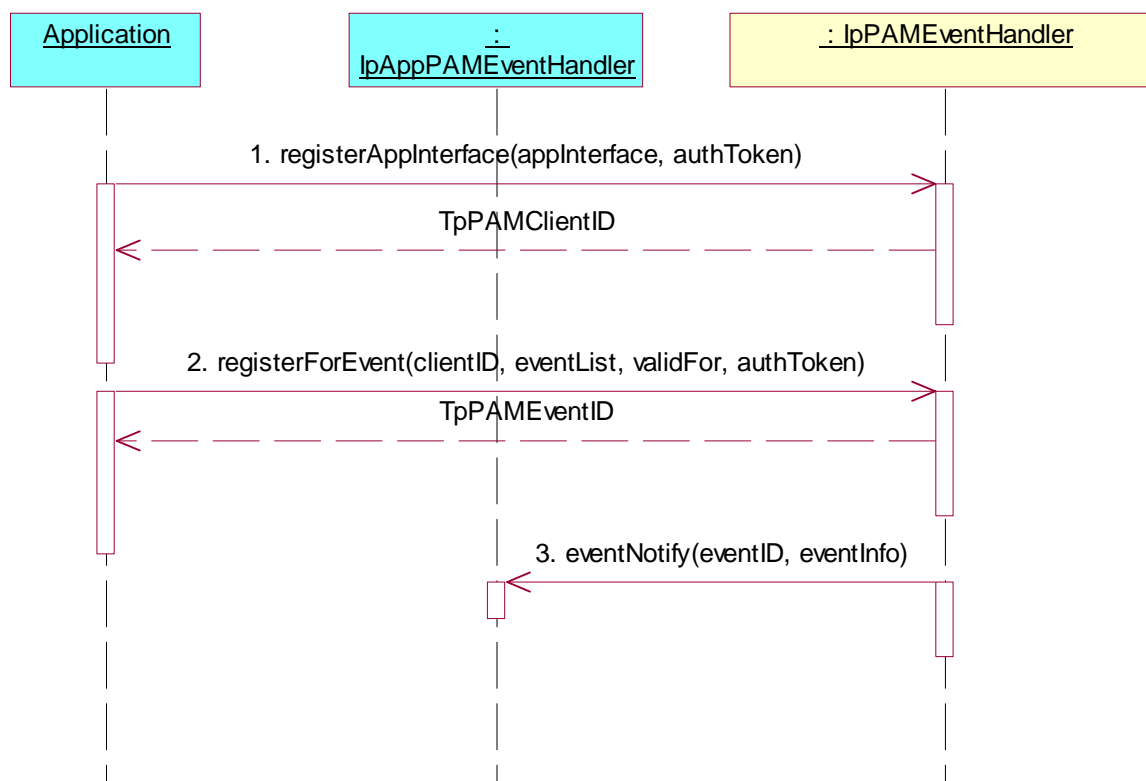 Application
:
IpAppPAMEventHandler
: IpPAMEventHandler
1. registerAppInterface(appInterface, authToken)
TpPAMClientID
2. registerForEvent(clientID, eventList, validFor, authToken)
TpPAMEventID
3. eventNotify(eventID, eventInfo)